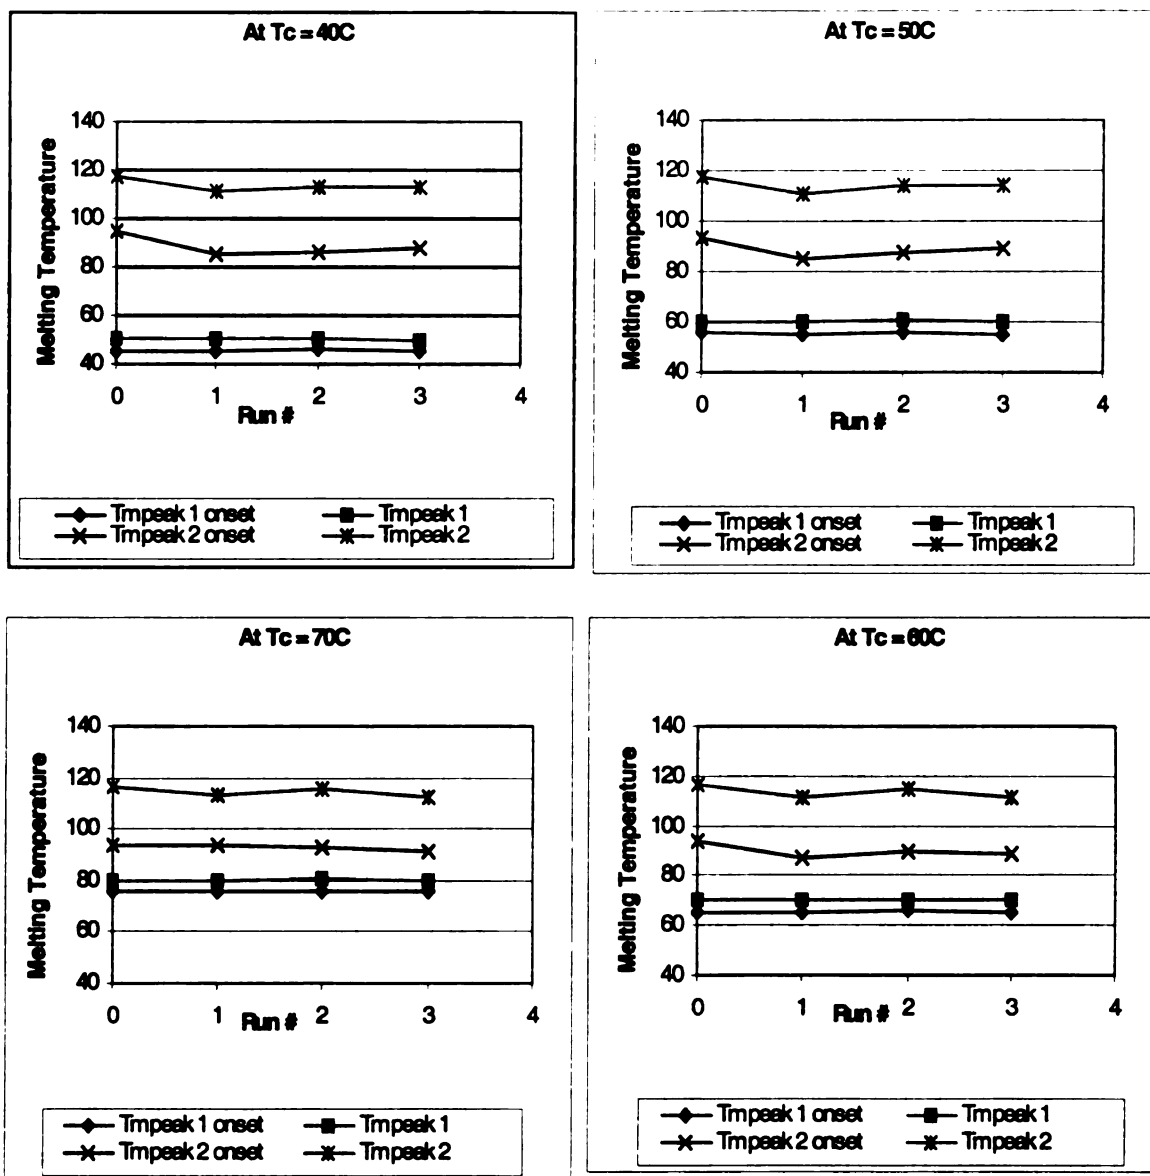 At Tc = 40C
Melting Temperature
140
120
100
80
60
40
0 1 2 3 4
Run #
Tmpeak 1 onset Tmpeak 1
Tmpeak 2 onset Tmpeak 2
At Tc = 50C
Melting Temperature
140
120
100
80
60
40
0 1 2 3 4
Run #
Tmpeak 1 onset Tmpeak 1
Tmpeak 2 onset Tmpeak 2
At Tc = 70C
Melting Temperature
140
120
100
80
60
40
0 1 2 3 4
Run #
Tmpeak 1 onset Tmpeak 1
Tmpeak 2 onset Tmpeak 2
At Tc = 60C
Melting Temperature
140
120
100
80
60
40
0 1 2 3 4
Run #
Tmpeak 1 onset Tmpeak 1
Tmpeak 2 onset Tmpeak 2